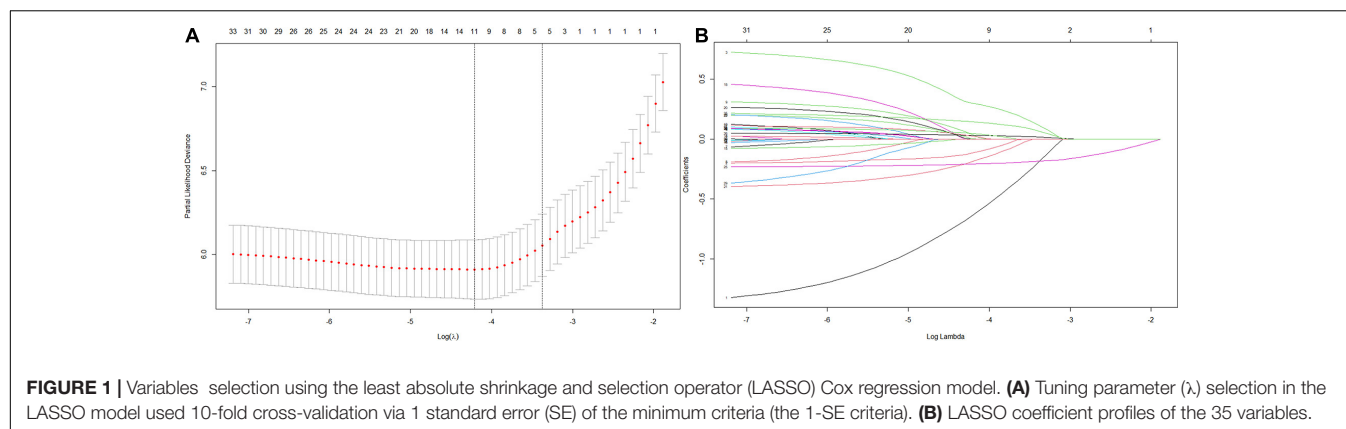 A
33 31 30 29 26 26 25 24 24 24 23 21 20 18 14 14 11 9 8 8 5 5 3 1 1 1 1 1 1
Partial Likelihood Deviance
7.0
6.5
6.0
-7 -6 -5 -4 -3 -2
Log(λ)
B
31 25 20 9 2 1
Coefficients
0.5
0.0
-0.5
-1.0
-7 -6 -5 -4 -3 -2
Log Lambda
FIGURE 1 | Variables selection using the least absolute shrinkage and selection operator (LASSO) Cox regression model. (A) Tuning parameter (λ) selection in the
LASSO model used 10-fold cross-validation via 1 standard error (SE) of the minimum criteria (the 1-SE criteria). (B) LASSO coefficient profiles of the 35 variables.